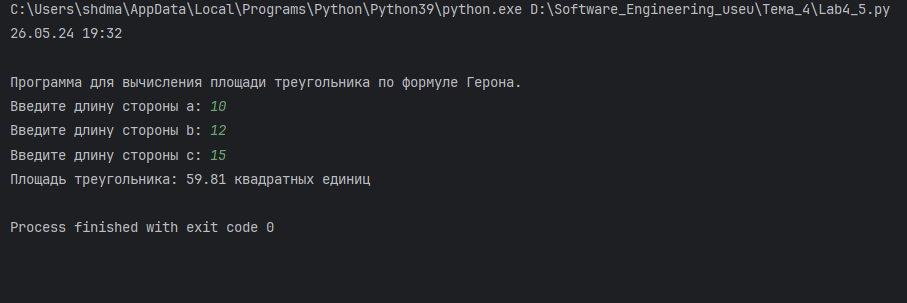 C:\Users\shdma\AppData\Local\Programs\Python\Python39\python.exe D:\Software_Engineering_useu\Тема_4\Lab4_5.py
26.05.24 19:32
Программа для вычисления площади треугольника по формуле Герона.
Введите длину стороны a: 10
Введите длину стороны b: 12
Введите длину стороны c: 15
Площадь треугольника: 59.81 квадратных единиц
Process finished with exit code 0